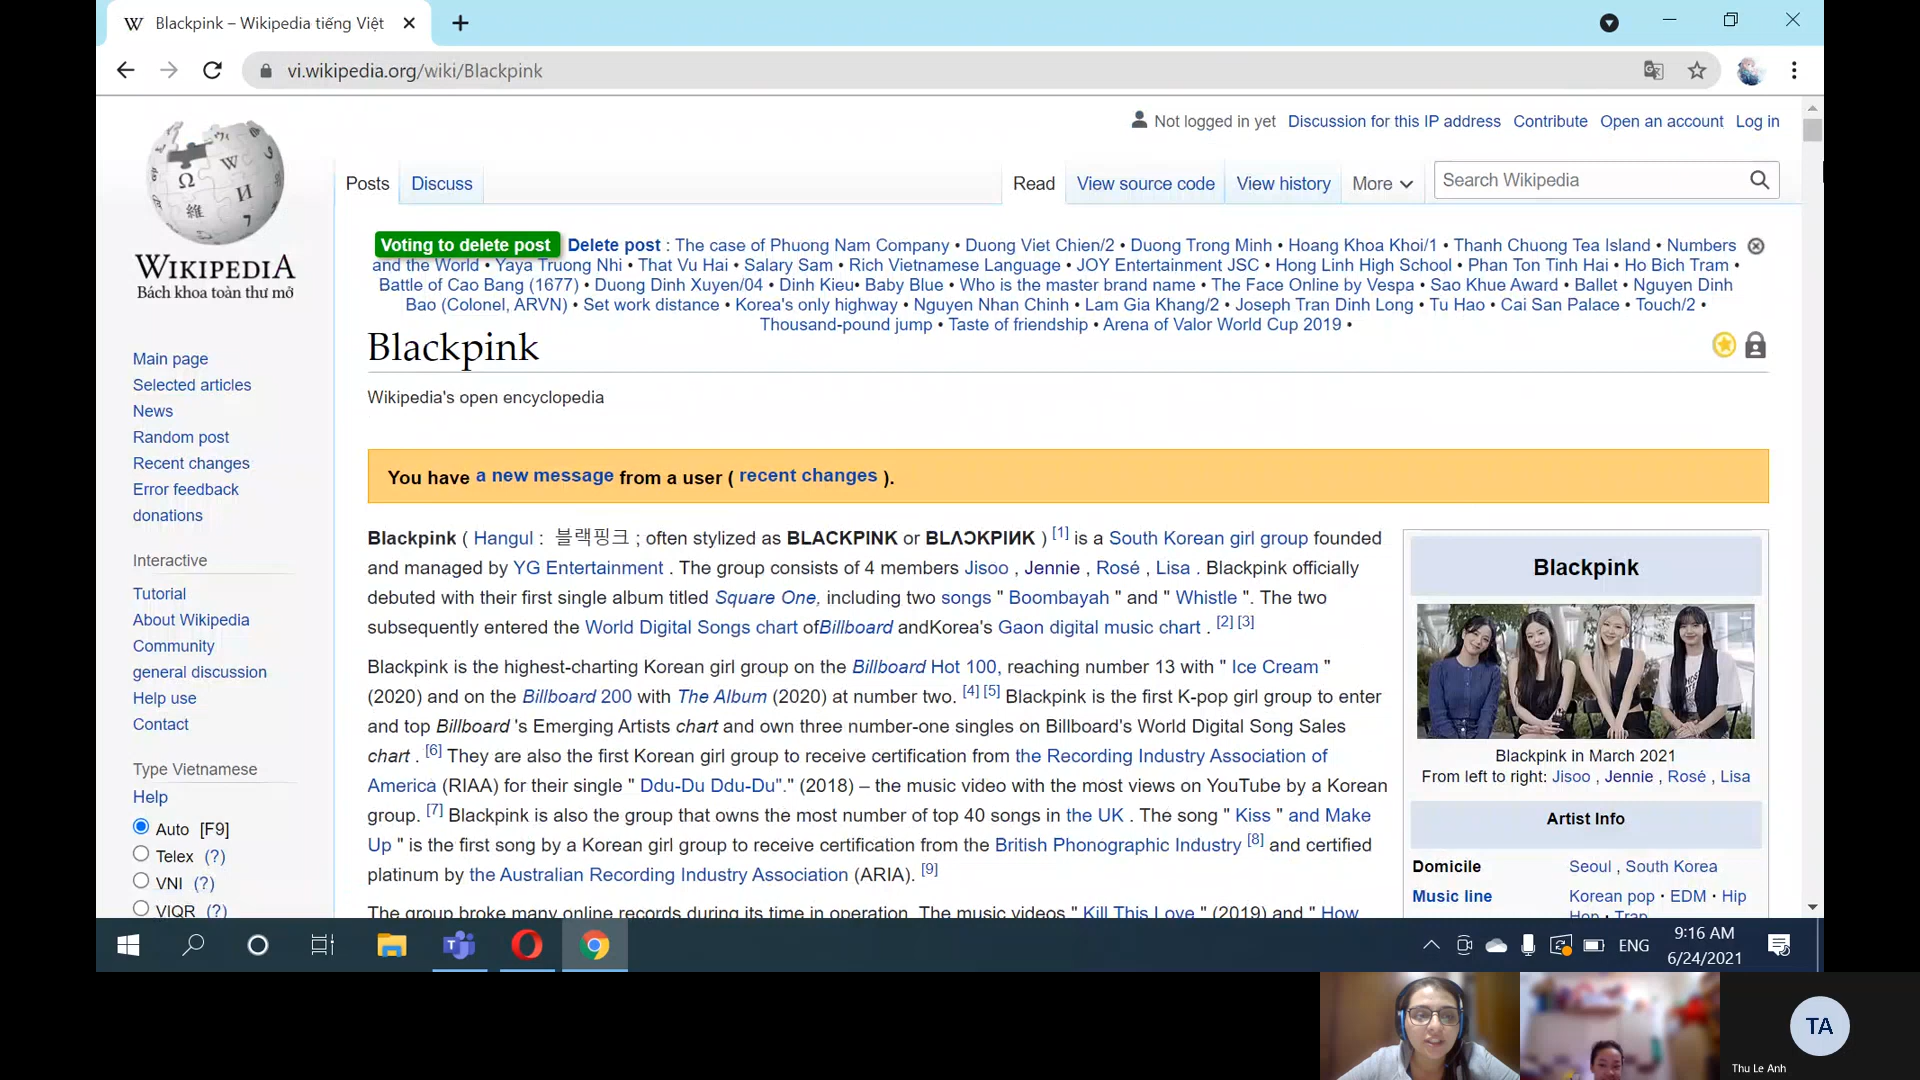 Blackpink – Wikipedia tiếng Việt
vi.wikipedia.org/wiki/Blackpink
Not logged in yet Discussion for this IP address Contribute Open an account Log in
Posts Discuss Read View source code View history More Search Wikipedia
WIKIPEDIA
Bách khoa toàn thư mở
Main page
Selected articles
News
Random post
Recent changes
Error feedback
donations
Interactive
Tutorial
About Wikipedia
Community
general discussion
Help use
Contact
Type Vietnamese
Help
Auto [F9]
Telex (?)
VNI (?)
VIQR (?)
Voting to delete post Delete post : The case of Phuong Nam Company • Duong Viet Chien/2 • Duong Trong Minh • Hoang Khoa Khoi/1 • Thanh Chuong Tea Island • Numbers
and the World • Yaya Truong Nhi • That Vu Hai • Salary Sam • Rich Vietnamese Language • JOY Entertainment JSC • Hong Linh High School • Phan Ton Tinh Hai • Ho Bich Tram •
Battle of Cao Bang (1677) • Duong Dinh Xuyen/04 • Dinh Kieu• Baby Blue • Who is the master brand name • The Face Online by Vespa • Sao Khue Award • Ballet • Nguyen Dinh
Bao (Colonel, ARVN) • Set work distance • Korea's only highway • Nguyen Nhan Chinh • Lam Gia Khang/2 • Joseph Tran Dinh Long • Tu Hao • Cai San Palace • Touch/2 •
Thousand-pound jump • Taste of friendship • Arena of Valor World Cup 2019 •
Blackpink
Wikipedia's open encyclopedia
You have a new message from a user ( recent changes ).
Blackpink ( Hangul : 블랙핑크 ; often stylized as BLACKPINK or BLΛƆKPIИK ) [1] is a South Korean girl group founded
and managed by YG Entertainment . The group consists of 4 members Jisoo , Jennie , Rosé , Lisa . Blackpink officially
debuted with their first single album titled Square One, including two songs " Boombayah " and " Whistle ". The two
subsequently entered the World Digital Songs chart ofBillboard andKorea's Gaon digital music chart . [2] [3]
Blackpink is the highest-charting Korean girl group on the Billboard Hot 100, reaching number 13 with " Ice Cream "
(2020) and on the Billboard 200 with The Album (2020) at number two. [4] [5] Blackpink is the first K-pop girl group to enter
and top Billboard 's Emerging Artists chart and own three number-one singles on Billboard's World Digital Song Sales
chart . [6] They are also the first Korean girl group to receive certification from the Recording Industry Association of
America (RIAA) for their single " Ddu-Du Ddu-Du"." (2018) – the music video with the most views on YouTube by a Korean
group. [7] Blackpink is also the group that owns the most number of top 40 songs in the UK . The song " Kiss " and Make
Up " is the first song by a Korean girl group to receive certification from the British Phonographic Industry [8] and certified
platinum by the Australian Recording Industry Association (ARIA). [9]
The group broke many online records during its time in operation. The music videos " Kill This Love " (2019) and " How
Blackpink
Blackpink in March 2021
From left to right: Jisoo , Jennie , Rosé , Lisa
Artist Info
Domicile Seoul , South Korea
Music line Korean pop · EDM · Hip
Hop · Trap
ENG
9:16 AM
6/24/2021
TA
Thu Le Anh